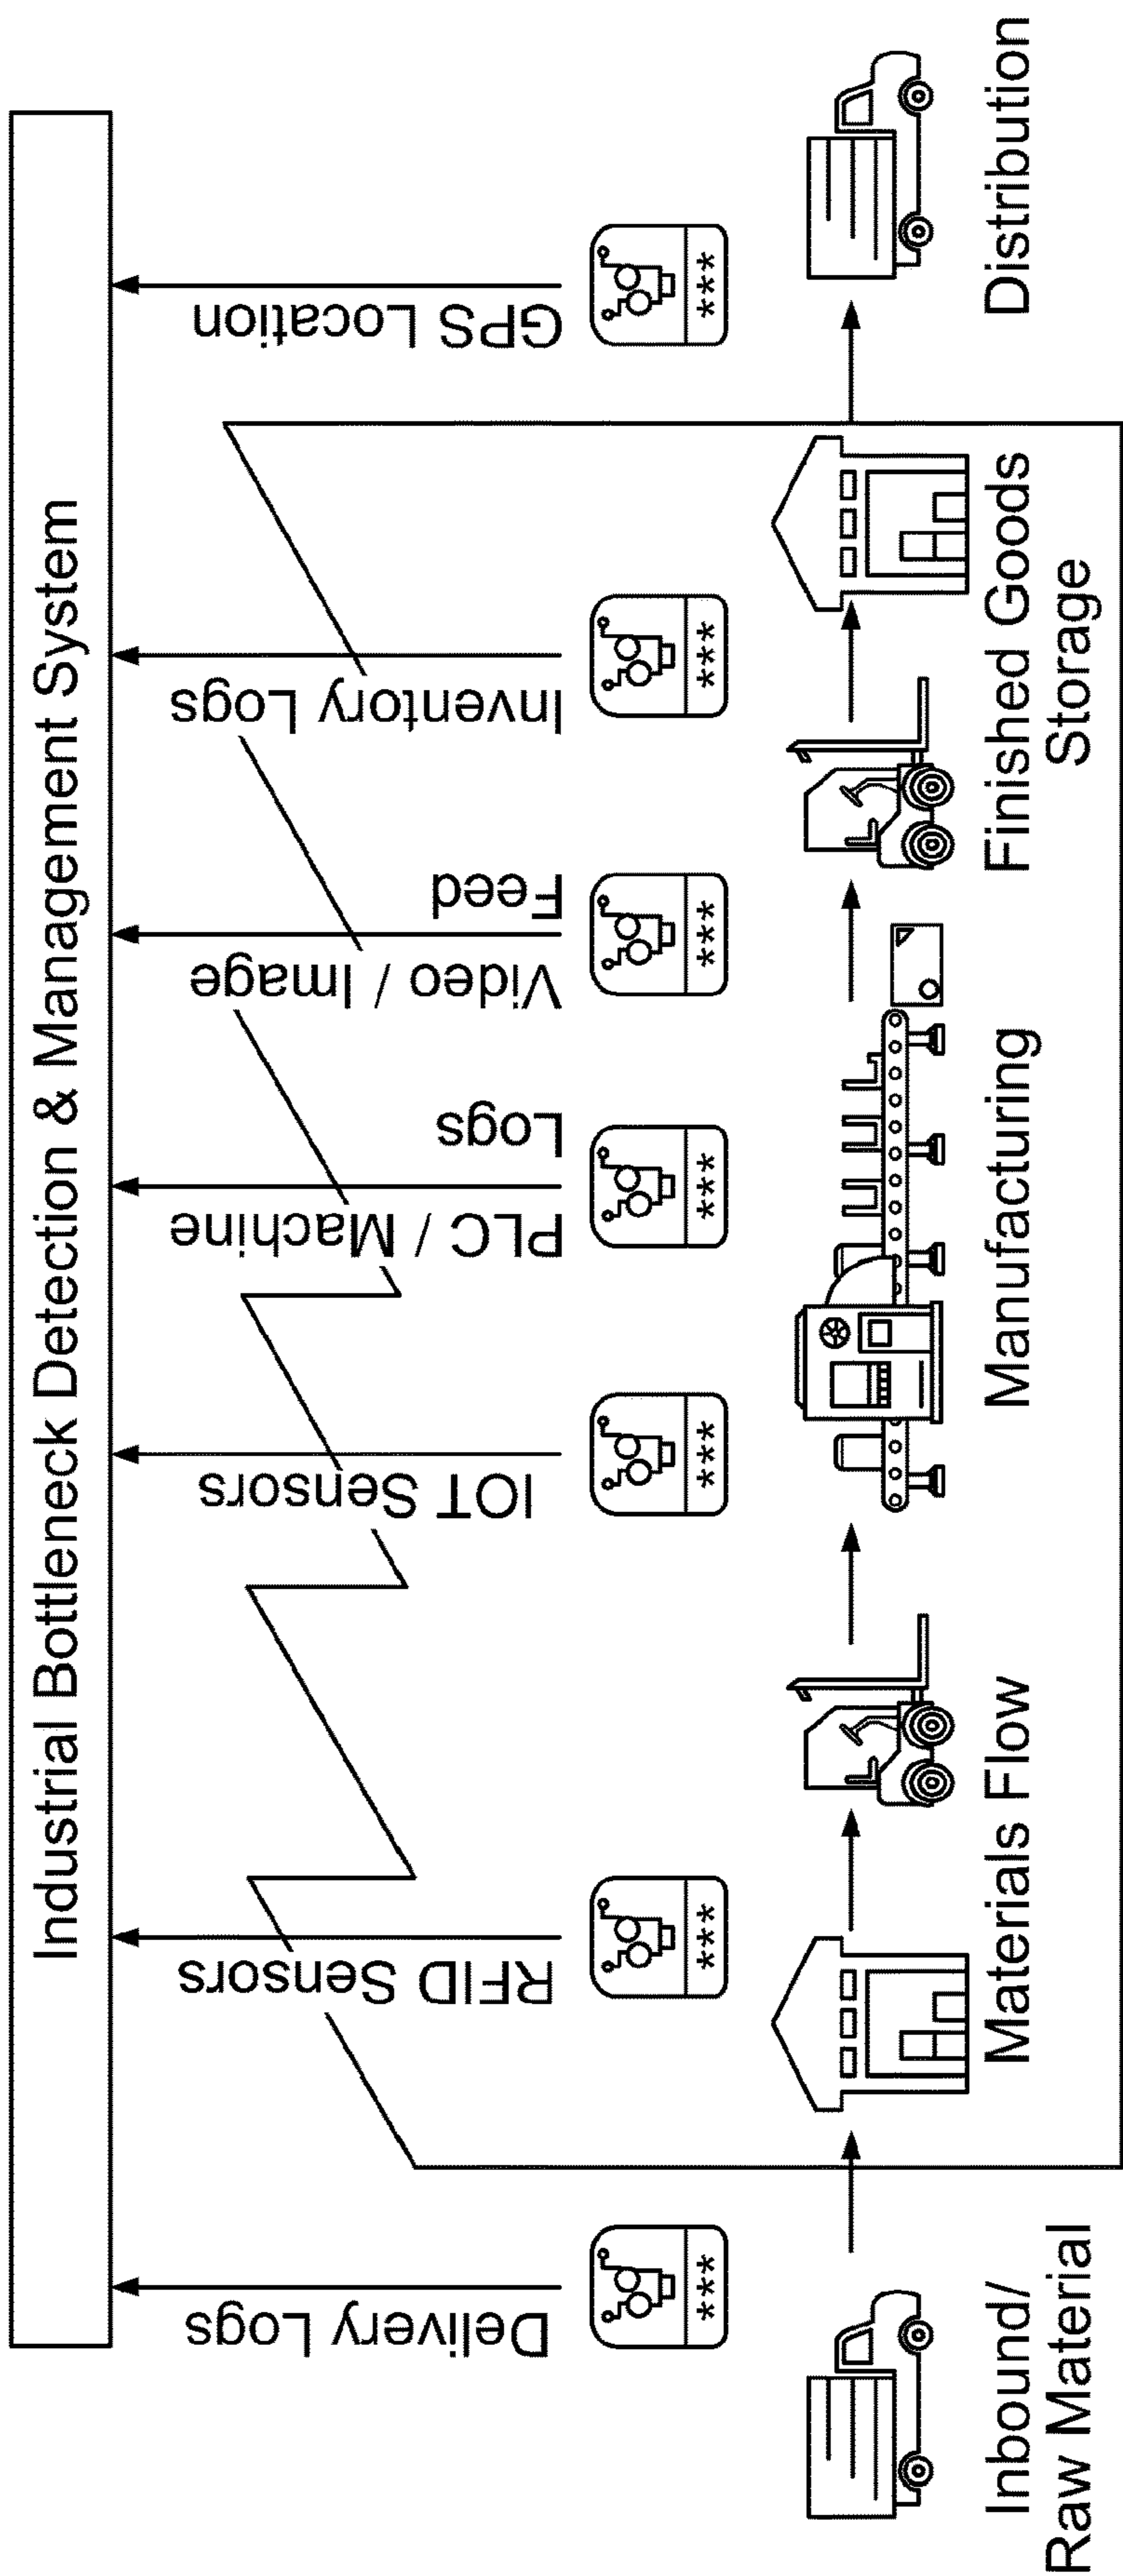 Industrial Bottleneck Detection & Management System
Delivery Logs
RFID Sensors
IOT Sensors
PLC / Machine
Logs
Video / Image
Feed
Inventory Logs
GPS Location
***
***
***
***
***
***
***
Inbound/
Raw Material
Materials Flow
Manufacturing
Finished Goods
Storage
Distribution